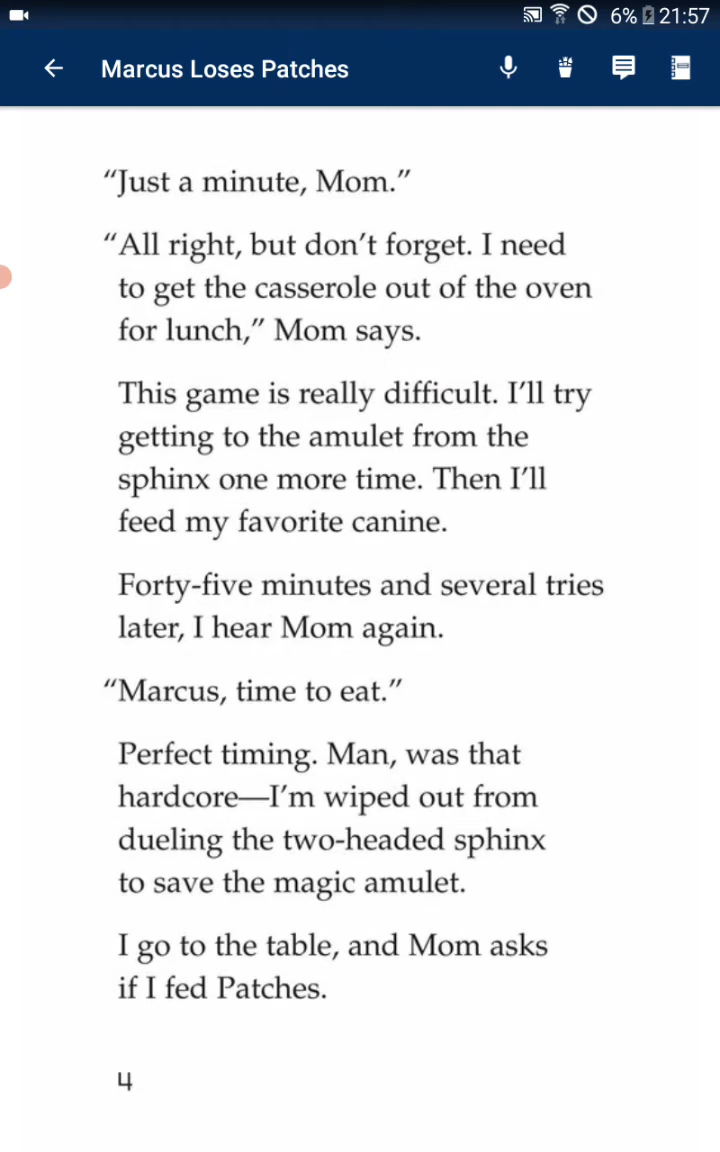 6% 21:57
Marcus Loses Patches
“Just a minute, Mom.”
“All right, but don’t forget. I need
to get the casserole out of the oven
for lunch,” Mom says.
This game is really difficult. I’ll try
getting to the amulet from the
sphinx one more time. Then I’ll
feed my favorite canine.
Forty-five minutes and several tries
later, I hear Mom again.
“Marcus, time to eat.”
Perfect timing. Man, was that
hardcore—I’m wiped out from
dueling the two-headed sphinx
to save the magic amulet.
I go to the table, and Mom asks
if I fed Patches.
4